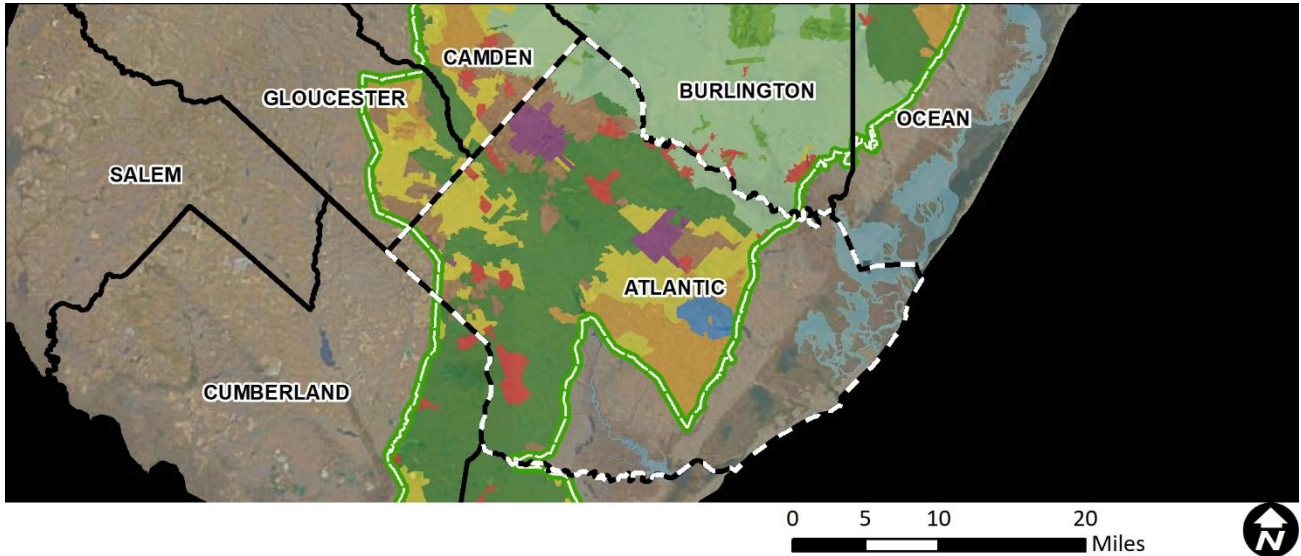 CAMDEN
GLOUCESTER
BURLINGTON
OCEAN
SALEM
ATLANTIC
CUMBERLAND
0 5 10 20
Miles
N